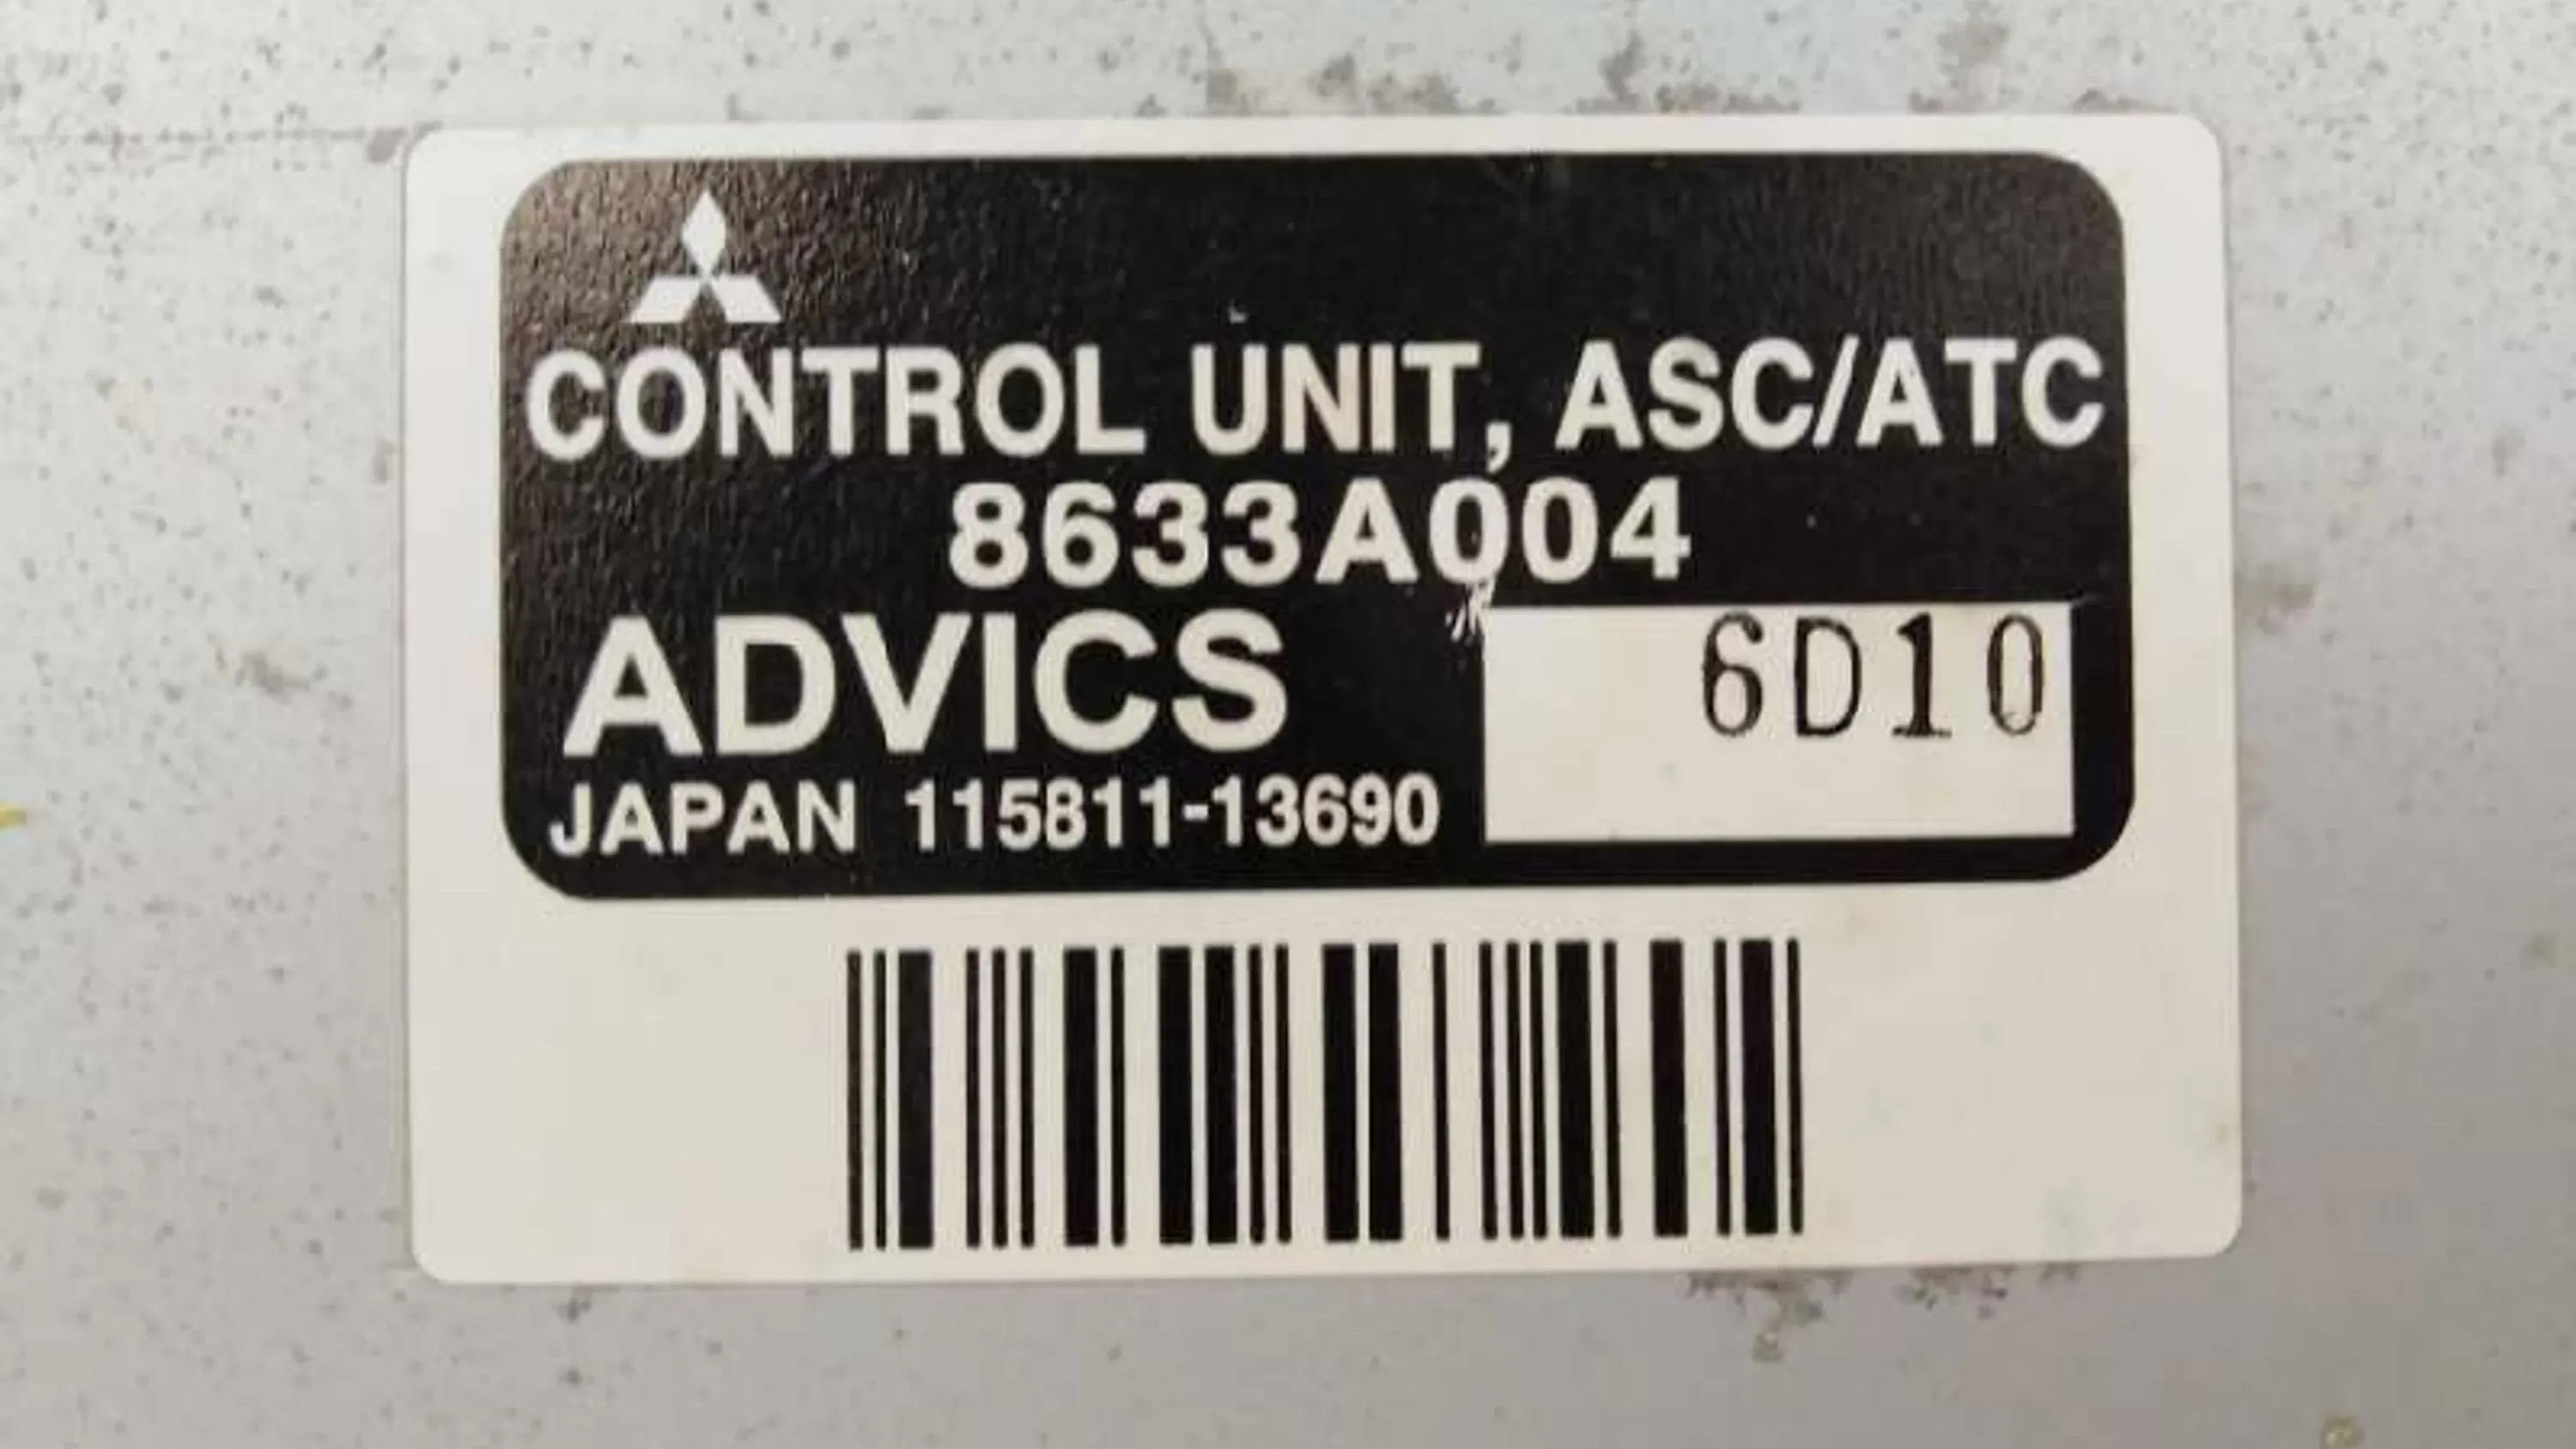 CONTROL UNIT, ASC/ATC
8633A004
ADVICS
6D10
JAPAN 115811-13690